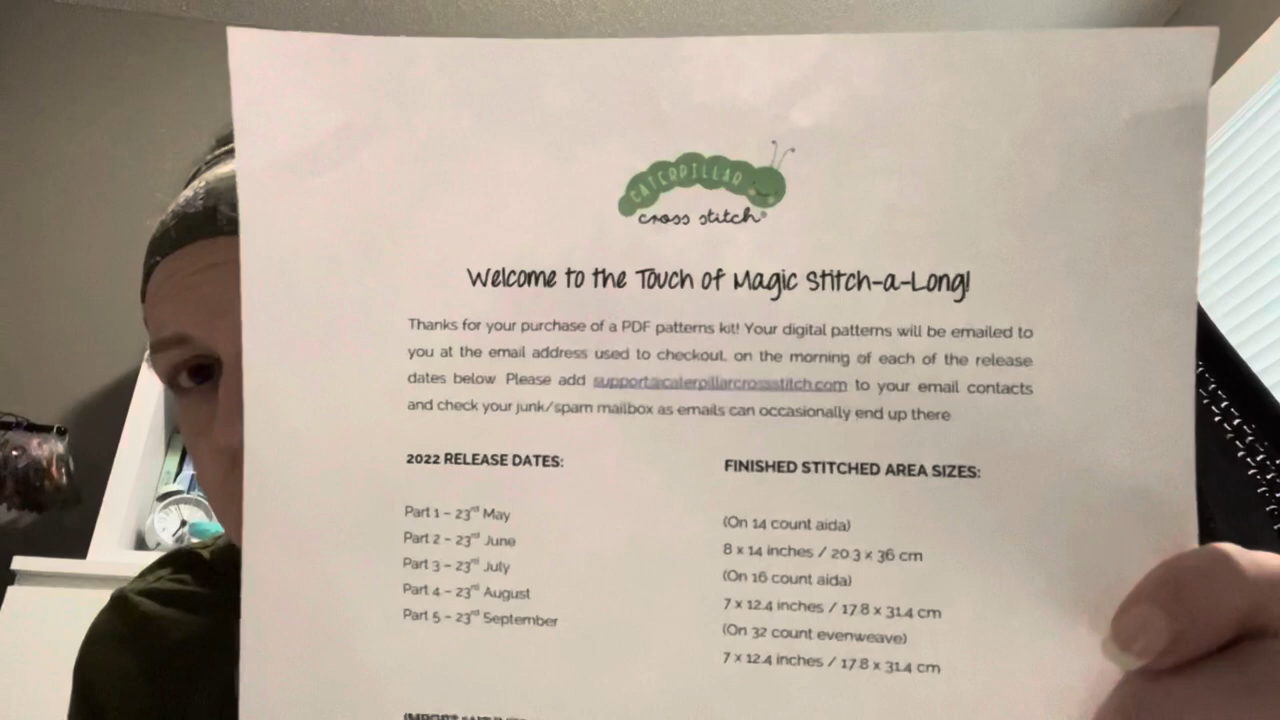 CATERPILLAR
cross stitch
Welcome to the Touch of Magic Stitch-a-Long!
Thanks for your purchase of a PDF patterns kit! Your digital patterns will be emailed to
you at the email address used to checkout, on the morning of each of the release
dates below. Please add support@caterpillarcrossstitch.com to your email contacts
and check your junk/spam mailbox as emails can occasionally end up there
2022 RELEASE DATES:
Part 1 – 23rd May
Part 2 – 23rd June
Part 3 – 23rd July
Part 4 – 23rd August
Part 5 – 23rd September
FINISHED STITCHED AREA SIZES:
(On 14 count aida)
8 x 14 inches / 20.3 x 36 cm
(On 16 count aida)
7 x 12.4 inches / 17.8 x 31.4 cm
(On 32 count evenweave)
7 x 12.4 inches / 17.8 x 31.4 cm